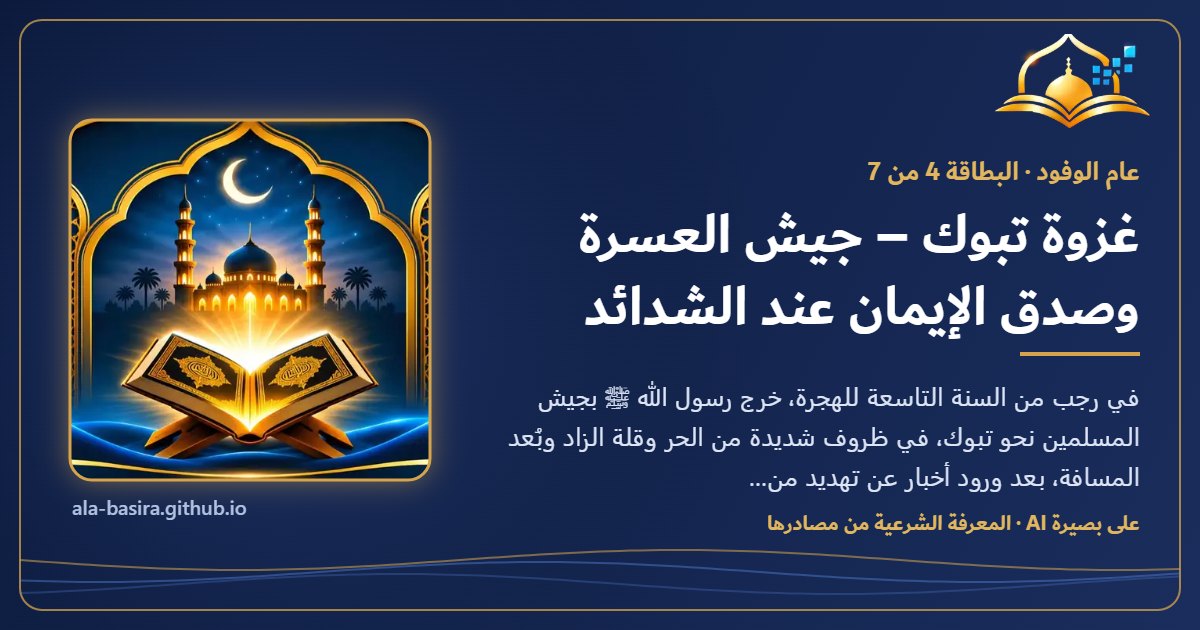 عام الوفود · البطاقة 4 من 7
غزوة تبوك – جيش العسرة
وصدق الإيمان عند الشدائد
في رجب من السنة التاسعة للهجرة، خرج رسول الله ﷺ بجيش
المسلمين نحو تبوك، في ظروف شديدة من الحر وقلة الزاد وبُعد
المسافة، بعد ورود أخبار عن تهديد من...
على بصيرة AI · المعرفة الشرعية من مصادرها
ala-basira.github.io